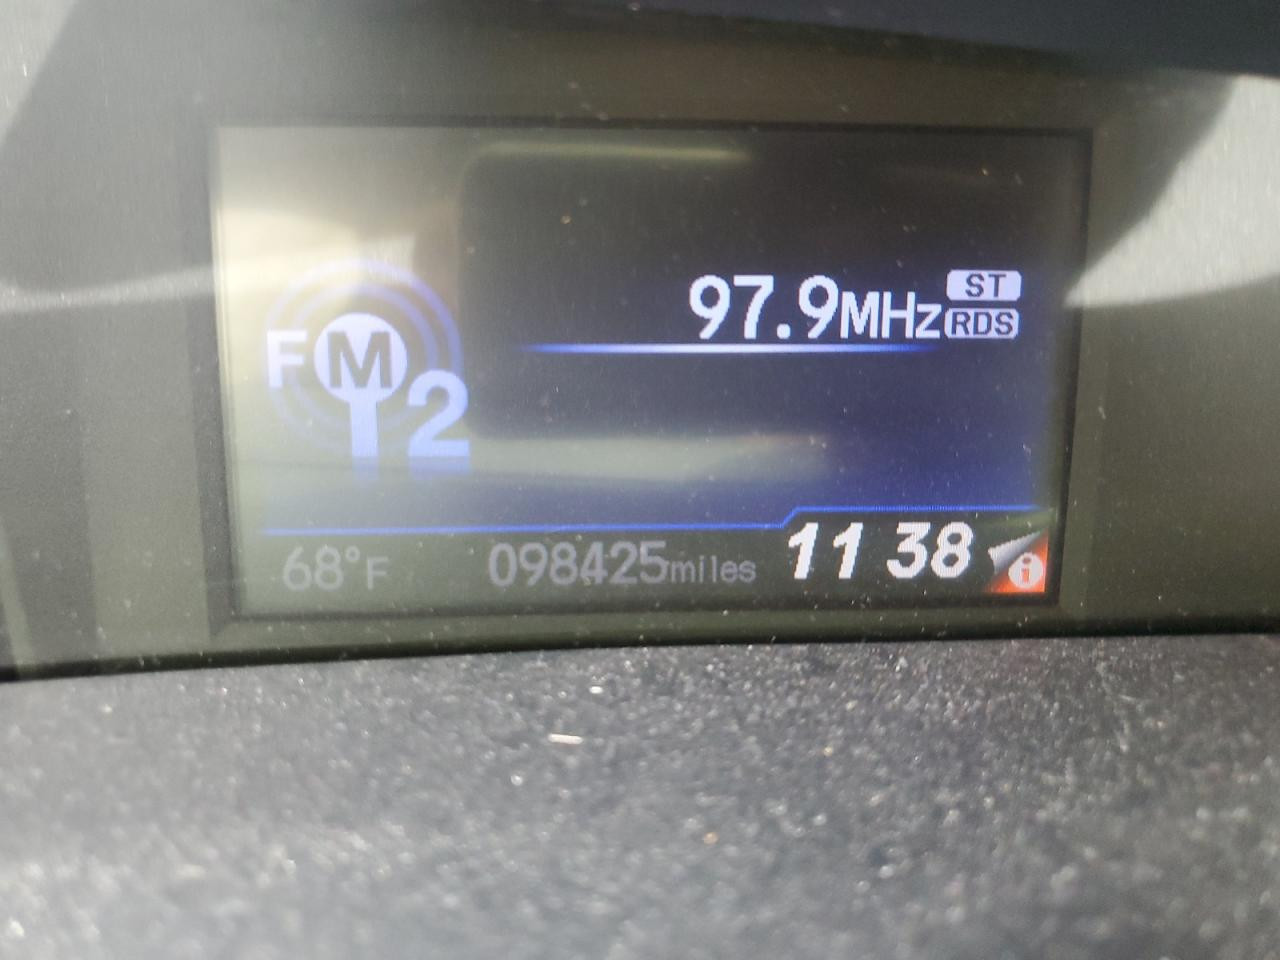 97.9MHz ST
RDS
FM2
68°F 098425miles 11 38 i